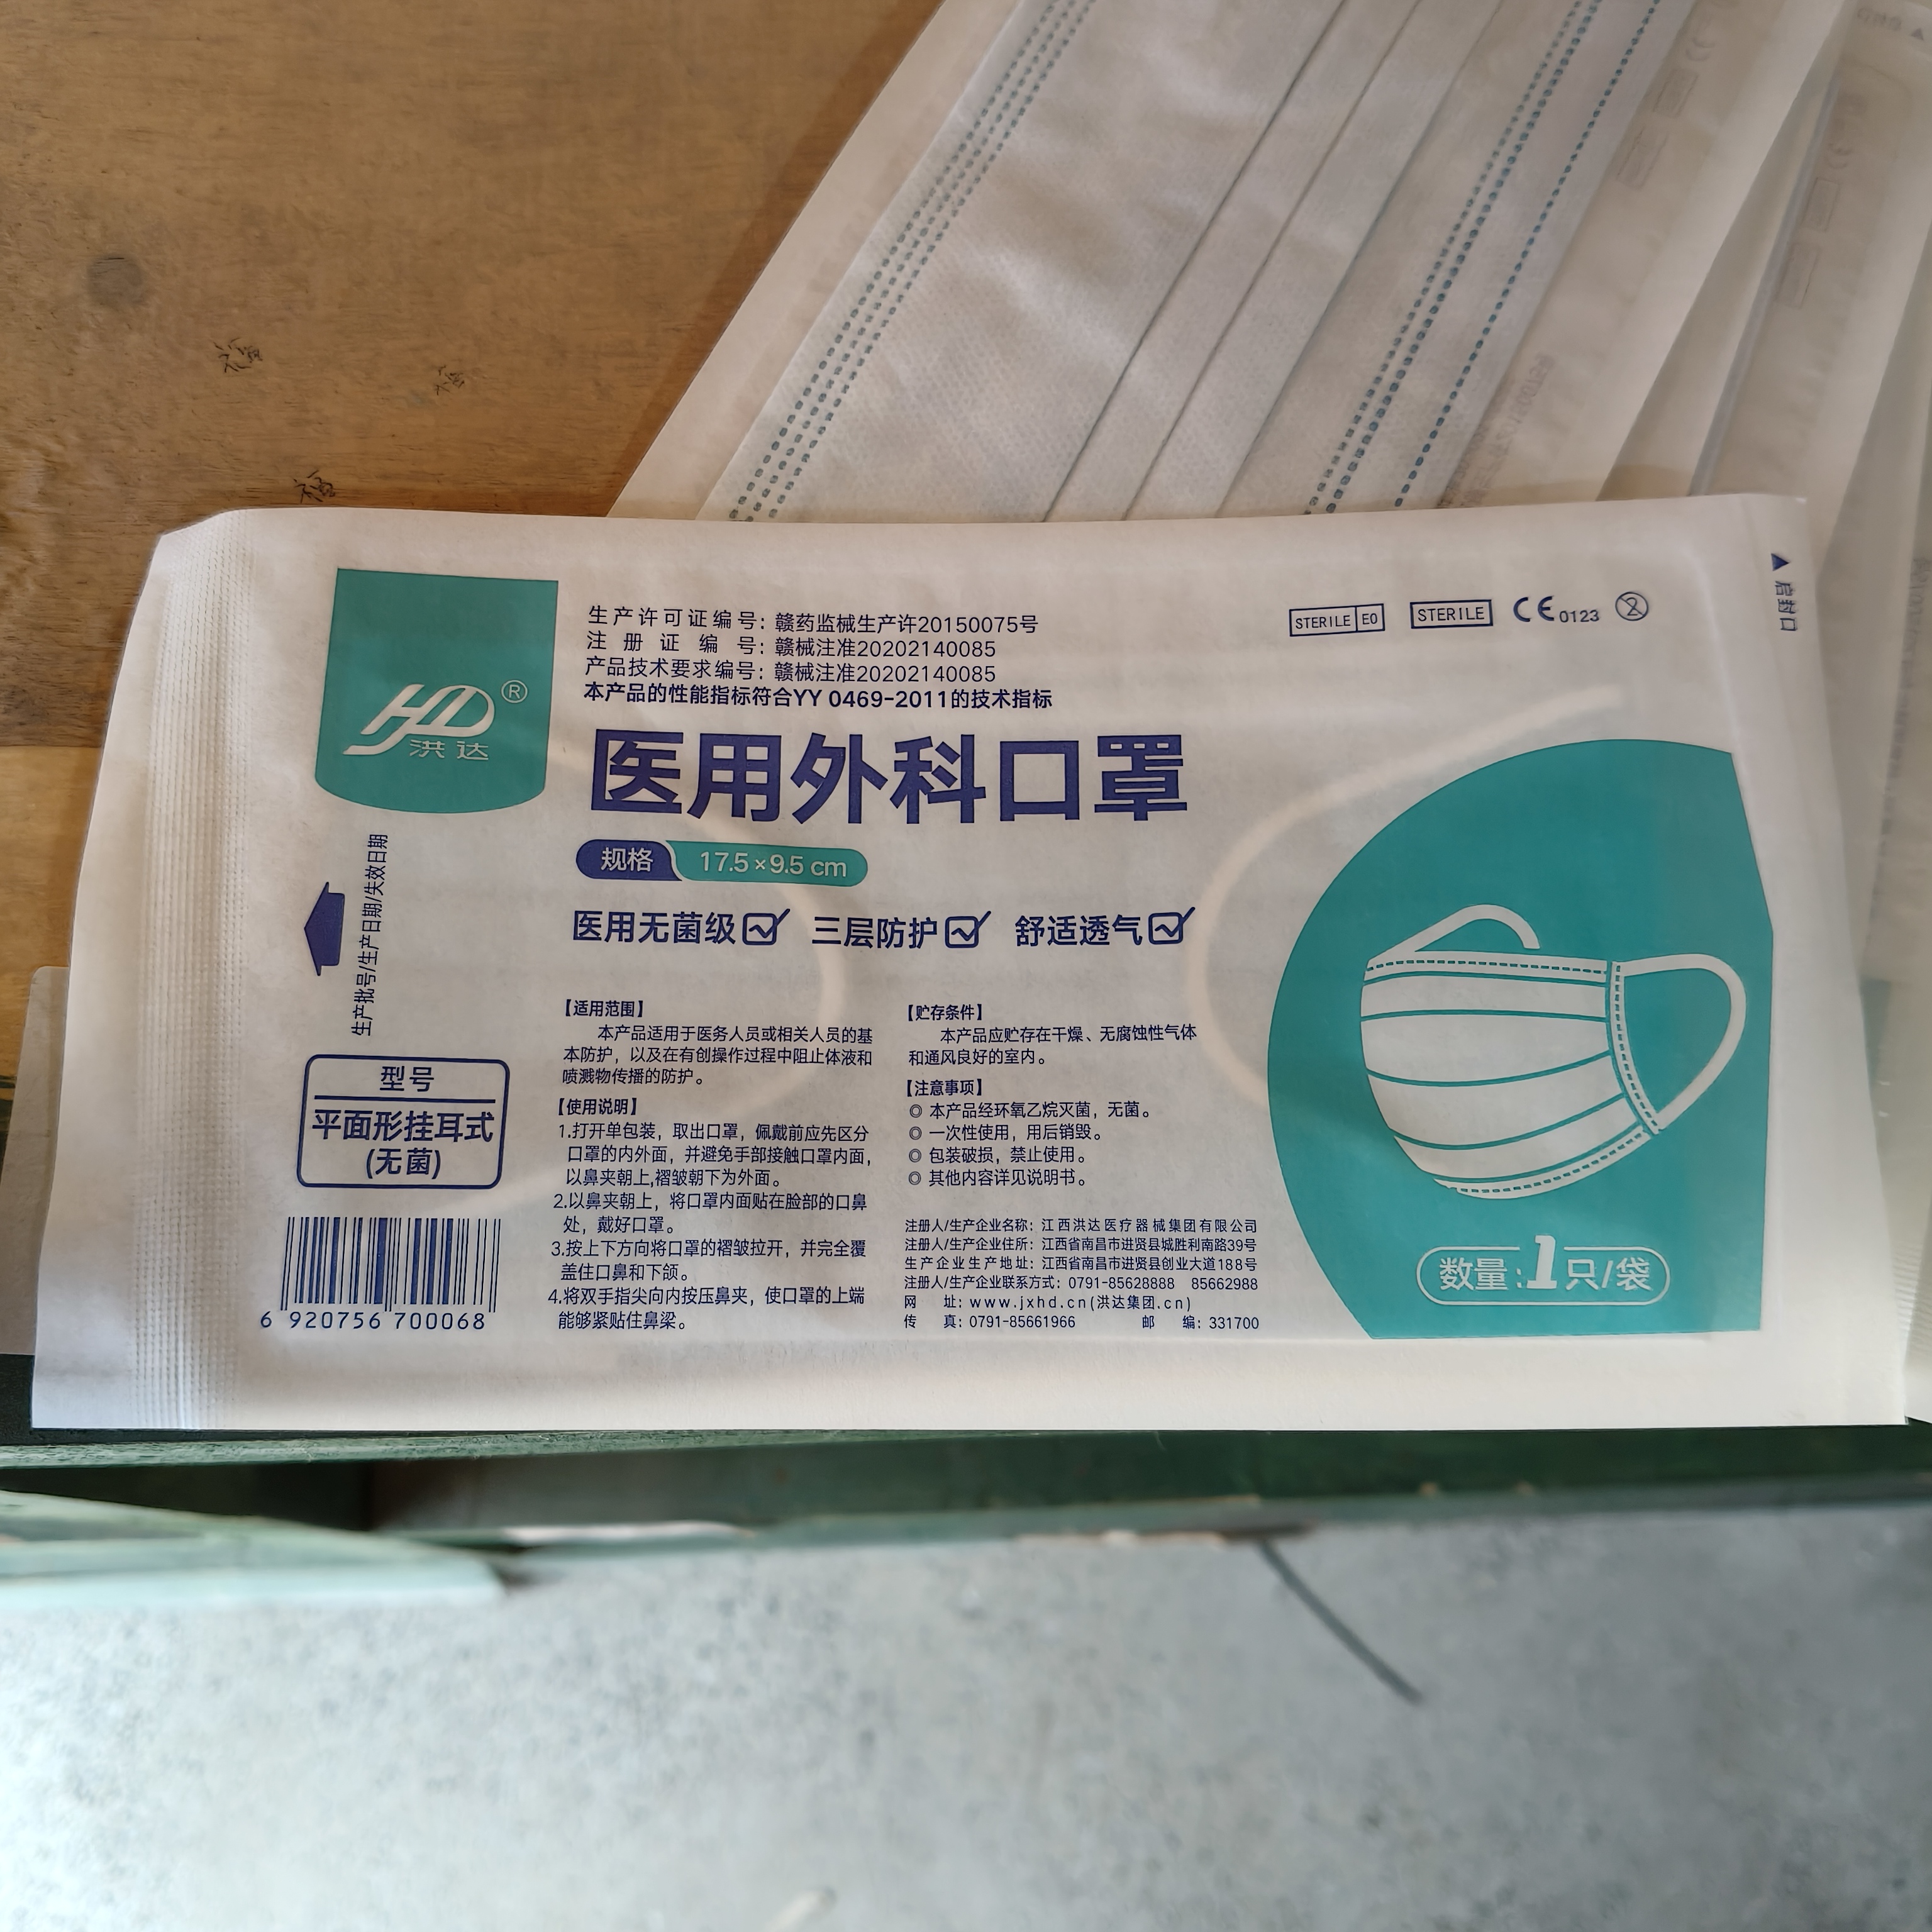 福
福
福
生产许可证编号：赣药监械生产许20150075号
注册证编号：赣械注准20202140085
产品技术要求编号：赣械注准20202140085
本产品的性能指标符合YY 0469-2011的技术指标
STERILE EO
STERILE
CE 0123
2
▲启封口
HD®
洪达
医用外科口罩
规格 17.5×9.5 cm
医用无菌级 三层防护 舒适透气
生产批号/生产日期/失效日期
型号
平面形挂耳式
(无菌)
6 920756 700068
【适用范围】
本产品适用于医务人员或相关人员的基
本防护，以及在有创操作过程中阻止体液和
喷溅物传播的防护。
【使用说明】
1.打开单包装，取出口罩，佩戴前应先区分
口罩的内外面，并避免手部接触口罩内面，
以鼻夹朝上,褶皱朝下为外面。
2.以鼻夹朝上，将口罩内面贴在脸部的口鼻
处，戴好口罩。
3.按上下方向将口罩的褶皱拉开，并完全覆
盖住口鼻和下颌。
4.将双手指尖向内按压鼻夹，使口罩的上端
能够紧贴住鼻梁。
【贮存条件】
本产品应贮存在干燥、无腐蚀性气体
和通风良好的室内。
【注意事项】
◎ 本产品经环氧乙烷灭菌，无菌。
◎ 一次性使用，用后销毁。
◎ 包装破损，禁止使用。
◎ 其他内容详见说明书。
注册人/生产企业名称：江西洪达医疗器械集团有限公司
注册人/生产企业住所：江西省南昌市进贤县城胜利南路39号
生产企业生产地址：江西省南昌市进贤县创业大道188号
注册人/生产企业联系方式：0791-85628888 85662988
网 址：www.jxhd.cn(洪达集团.cn)
传 真：0791-85661966 邮 编：331700
数量：1只/袋